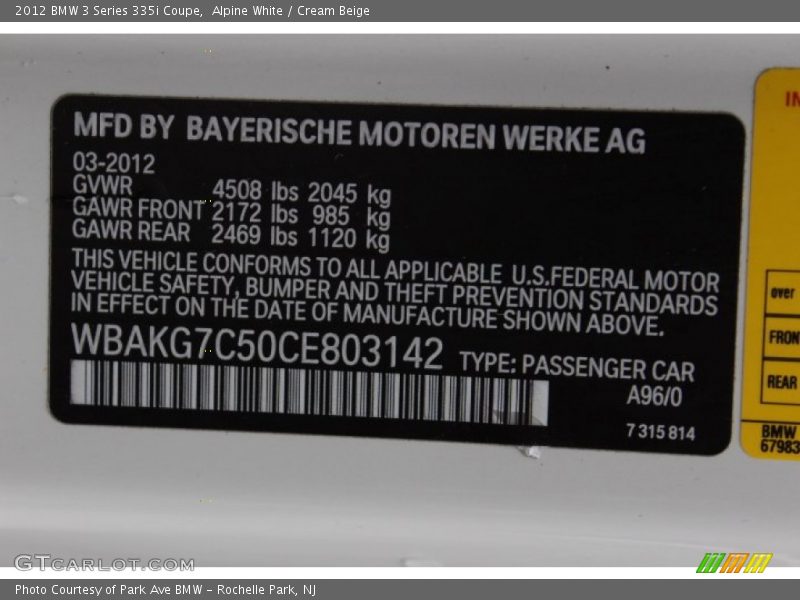 2012 BMW 3 Series 335i Coupe,  Alpine White / Cream Beige
MFD BY BAYERISCHE MOTOREN WERKE AG
03-2012
GVWR 4508 lbs 2045 kg
GAWR FRONT 2172 lbs 985 kg
GAWR REAR 2469 lbs 1120 kg
THIS VEHICLE CONFORMS TO ALL APPLICABLE U.S.FEDERAL MOTOR
VEHICLE SAFETY, BUMPER AND THEFT PREVENTION STANDARDS
IN EFFECT ON THE DATE OF MANUFACTURE SHOWN ABOVE.
WBAKG7C50CE803142 TYPE: PASSENGER CAR
A96/0
7 315 814
IN
over
FRON
REAR
BMW
67983
GTCARLOT.COM
Photo Courtesy of Park Ave BMW - Rochelle Park, NJ